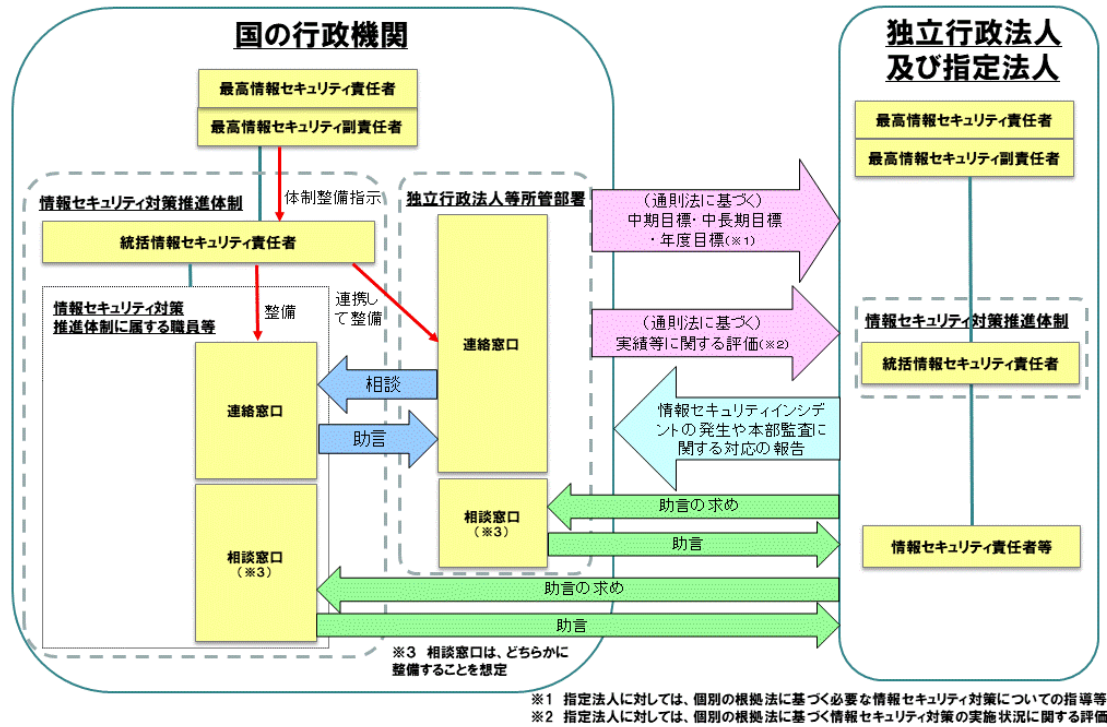 国の行政機関
最高情報セキュリティ責任者
最高情報セキュリティ副責任者
体制整備指示
情報セキュリティ対策推進体制
統括情報セキュリティ責任者
整備
連携し
て整備
情報セキュリティ対策
推進体制に属する職員等
連絡窓口
相談窓口
(※3)
独立行政法人等所管部署
連絡窓口
相談
助言
相談窓口
(※3)
※3 相談窓口は、どちらかに
整備することを想定
(通則法に基づく)
中期目標・中長期目標
・年度目標(※1)
(通則法に基づく)
実績等に関する評価(※2)
情報セキュリティインシデ
ントの発生や本部監査に
関する対応の報告
助言の求め
助言
助言の求め
助言
独立行政法人
及び指定法人
最高情報セキュリティ責任者
最高情報セキュリティ副責任者
情報セキュリティ対策推進体制
統括情報セキュリティ責任者
情報セキュリティ責任者等
※1 指定法人に対しては、個別の根拠法に基づく必要な情報セキュリティ対策についての指導等
※2 指定法人に対しては、個別の根拠法に基づく情報セキュリティ対策の実施状況に関する評価